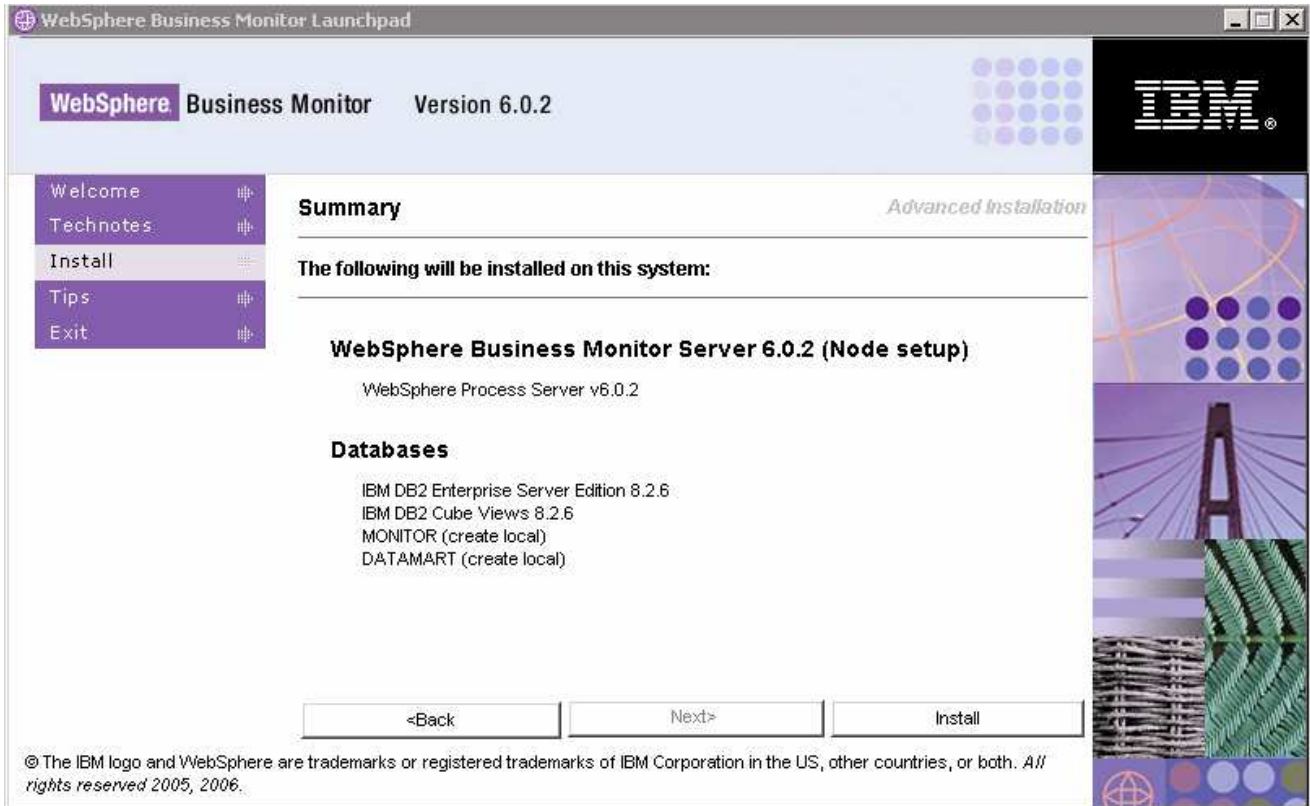 WebSphere Business Monitor Launchpad
WebSphere Business Monitor Version 6.0.2
IBM®
Welcome
Technotes
Install
Tips
Exit
Summary
Advanced Installation
The following will be installed on this system:
WebSphere Business Monitor Server 6.0.2 (Node setup)
WebSphere Process Server v6.0.2
Databases
IBM DB2 Enterprise Server Edition 8.2.6
IBM DB2 Cube Views 8.2.6
MONITOR (create local)
DATAMART (create local)
<Back
Next>
Install
© The IBM logo and WebSphere are trademarks or registered trademarks of IBM Corporation in the US, other countries, or both. All
rights reserved 2005, 2006.